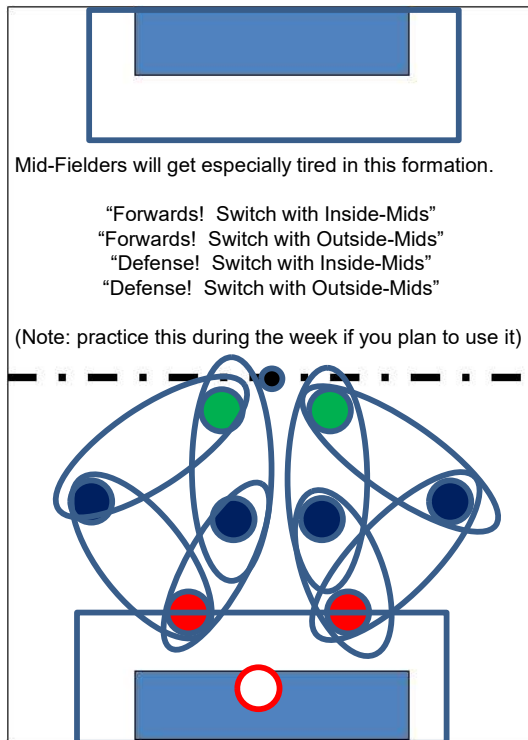 Mid-Fielders will get especially tired in this formation.
“Forwards!  Switch with Inside-Mids”
“Forwards!  Switch with Outside-Mids”
“Defense!  Switch with Inside-Mids”
“Defense!  Switch with Outside-Mids”
(Note: practice this during the week if you plan to use it)